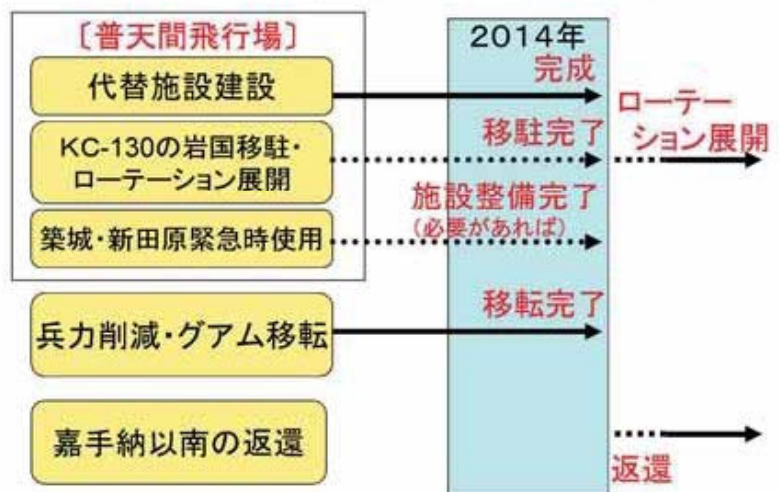 〔普天間飛行場〕
2014年
代替施設建設
完成
KC-130の岩国移駐・
ローテーション展開
移駐完了
ローテー
ション展開
築城・新田原緊急時使用
施設整備完了
(必要があれば)
兵力削減・グアム移転
移転完了
嘉手納以南の返還
返還